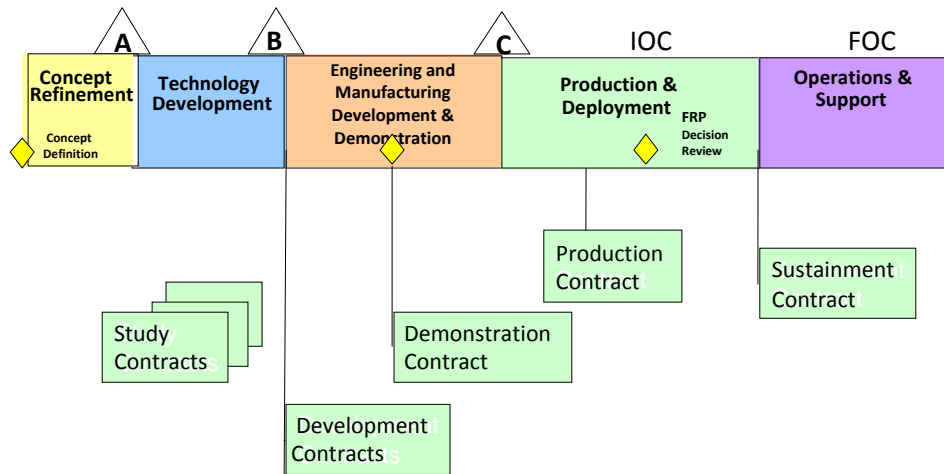 A
B
C
IOC
FOC
Concept
Refinement
Concept
Definition
Technology
Development
Engineering and
Manufacturing
Development &
Demonstration
Production &
Deployment
FRP
Decision
Review
Operations &
Support
Study
Contracts
Development
Contracts
Demonstration
Contract
Production
Contract
Sustainment
Contract